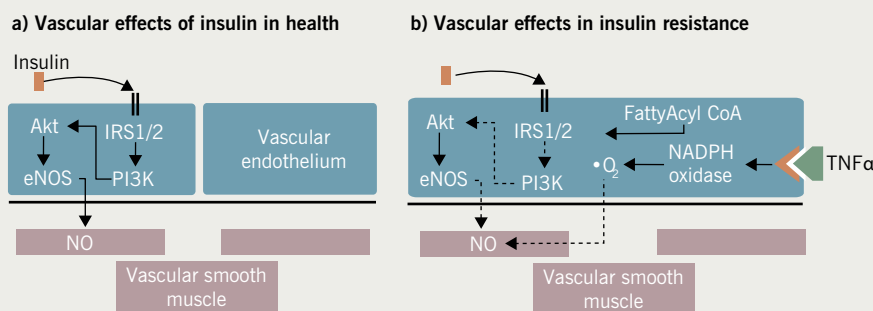 a) Vascular effects of insulin in health
Insulin
Akt
IRS1/2
eNOS
PI3K
Vascular
endothelium
NO
Vascular smooth
muscle
b) Vascular effects in insulin resistance
Akt
IRS1/2
FattyAcyl CoA
eNOS
PI3K
•O2
NADPH
oxidase
TNFα
NO
Vascular smooth
muscle